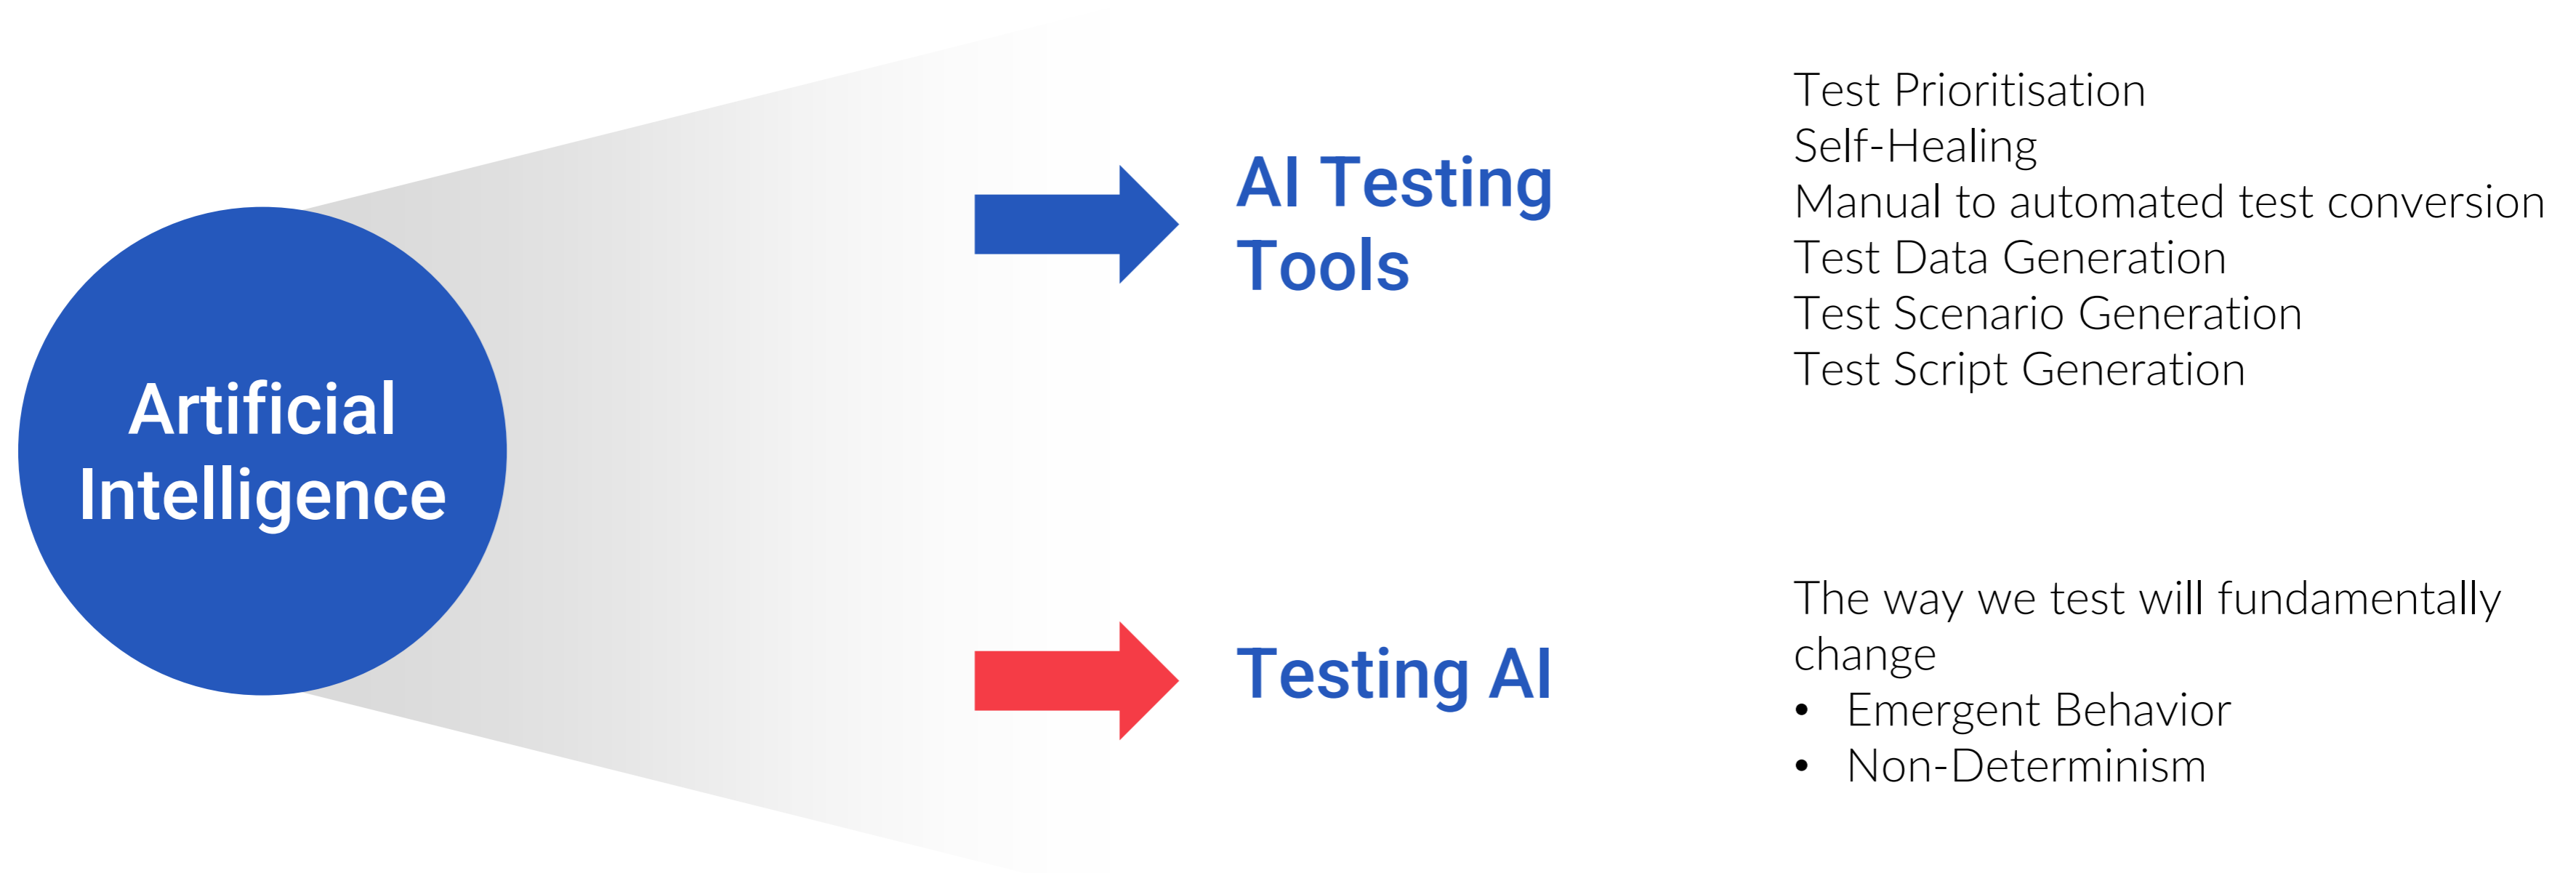 Artificial
Intelligence
AI Testing
Tools
Test Prioritisation
Self-Healing
Manual to automated test conversion
Test Data Generation
Test Scenario Generation
Test Script Generation
Testing AI
The way we test will fundamentally
change
• Emergent Behavior
• Non-Determinism